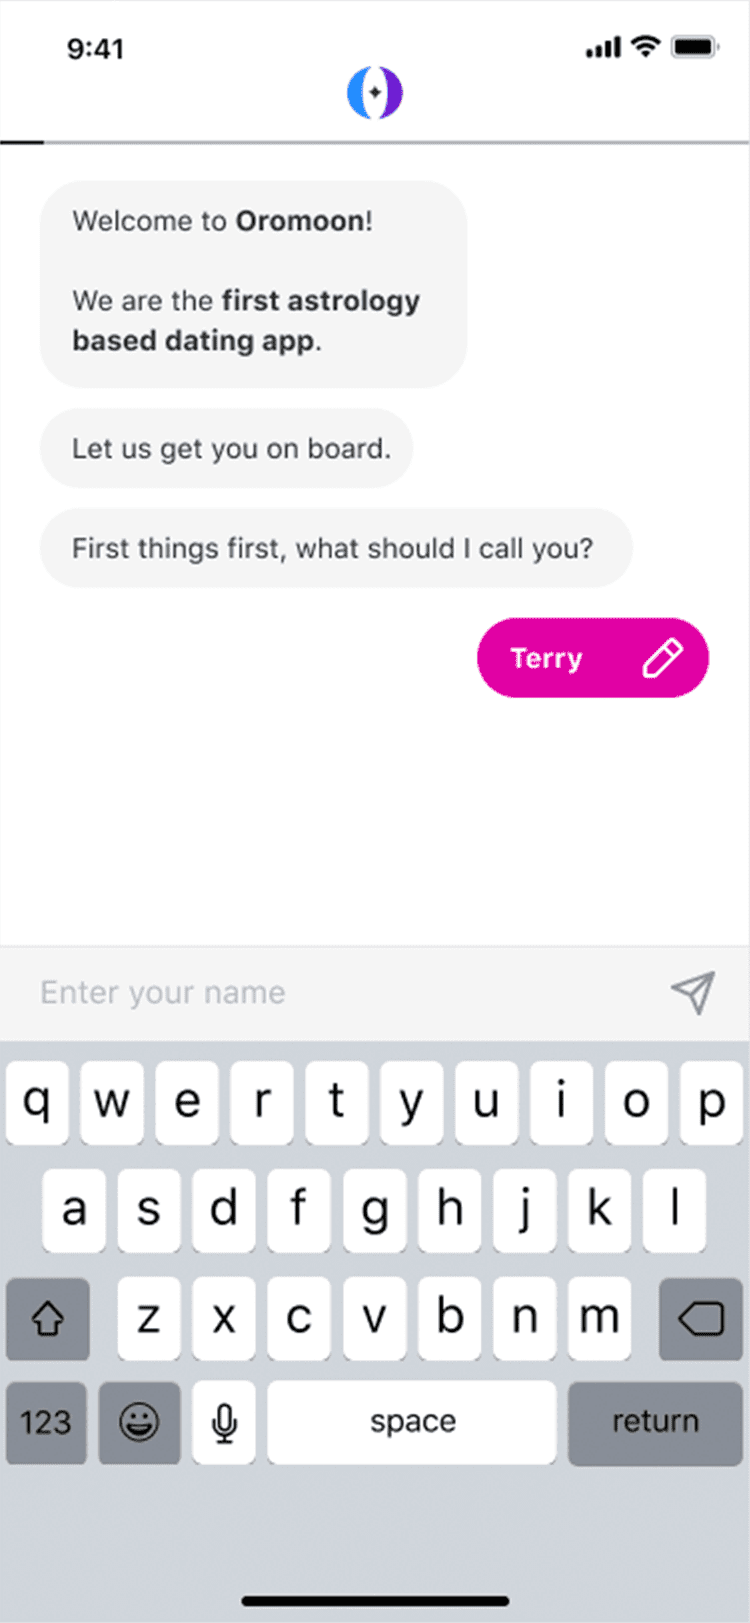 9:41
Welcome to Oromoon!
We are the first astrology
based dating app.
Let us get you on board.
First things first, what should I call you?
Terry
Enter your name
q w e r t y u i o p
a s d f g h j k l
z x c v b n m
123 space return